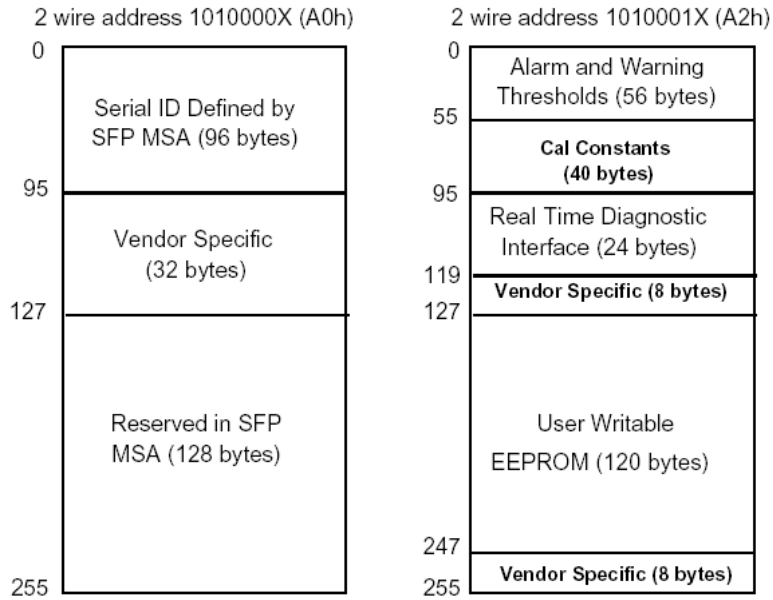 2 wire address 1010000X (A0h)
0
Serial ID Defined by
SFP MSA (96 bytes)
95
Vendor Specific
(32 bytes)
127
Reserved in SFP
MSA (128 bytes)
255
2 wire address 1010001X (A2h)
0
Alarm and Warning
Thresholds (56 bytes)
55
Cal Constants
(40 bytes)
95
Real Time Diagnostic
Interface (24 bytes)
119
Vendor Specific (8 bytes)
127
User Writable
EEPROM (120 bytes)
247
Vendor Specific (8 bytes)
255